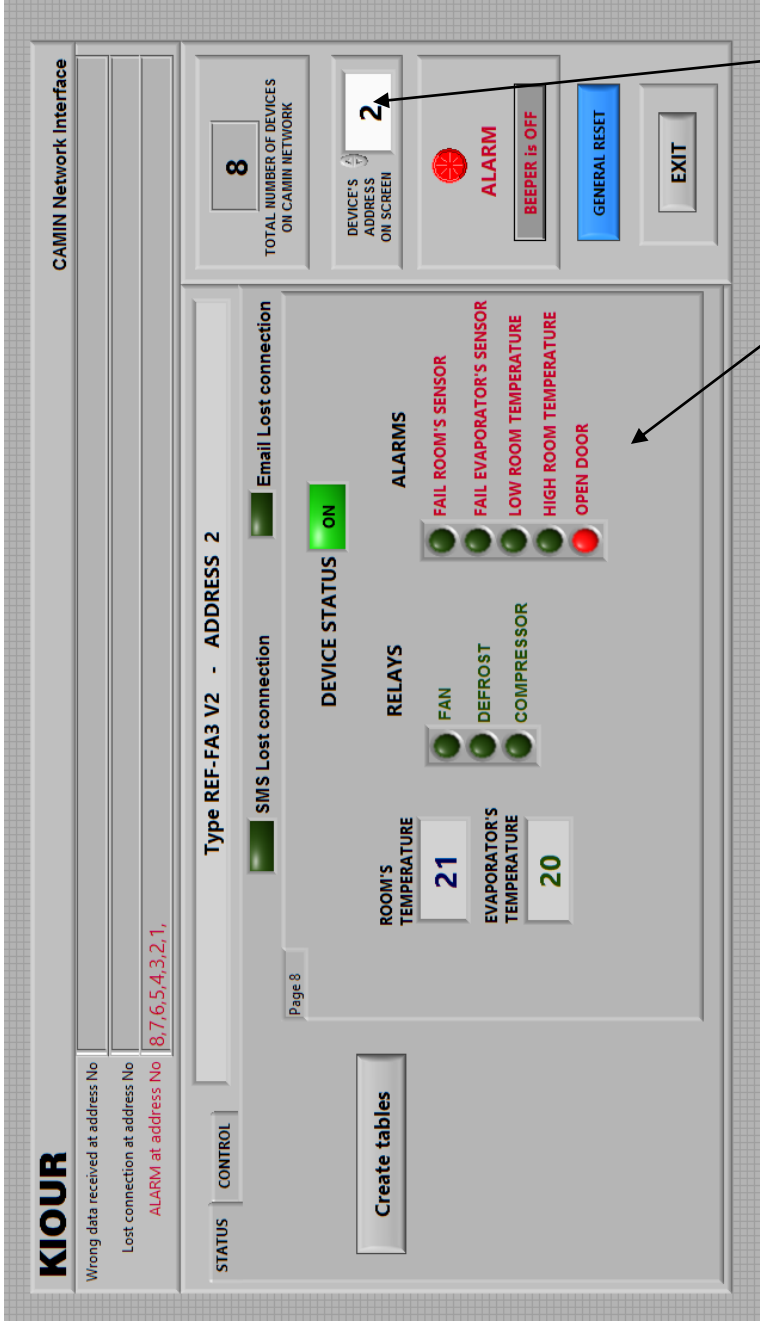 KIOUR
CAMIN Network Interface
Wrong data received at address No
Lost connection at address No
ALARM at address No 8,7,6,5,4,3,2,1,
STATUS
CONTROL
Type REF-FA3 V2 - ADDRESS 2
SMS Lost connection
Email Lost connection
Create tables
Page 8
DEVICE STATUS
ON
ROOM'S
TEMPERATURE
21
EVAPORATOR'S
TEMPERATURE
20
RELAYS
FAN
DEFROST
COMPRESSOR
ALARMS
FAIL ROOM'S SENSOR
FAIL EVAPORATOR'S SENSOR
LOW ROOM TEMPERATURE
HIGH ROOM TEMPERATURE
OPEN DOOR
8
TOTAL NUMBER OF DEVICES
ON CAMIN NETWORK
DEVICE'S
ADDRESS
ON SCREEN
2
ALARM
BEEPER is OFF
GENERAL RESET
EXIT